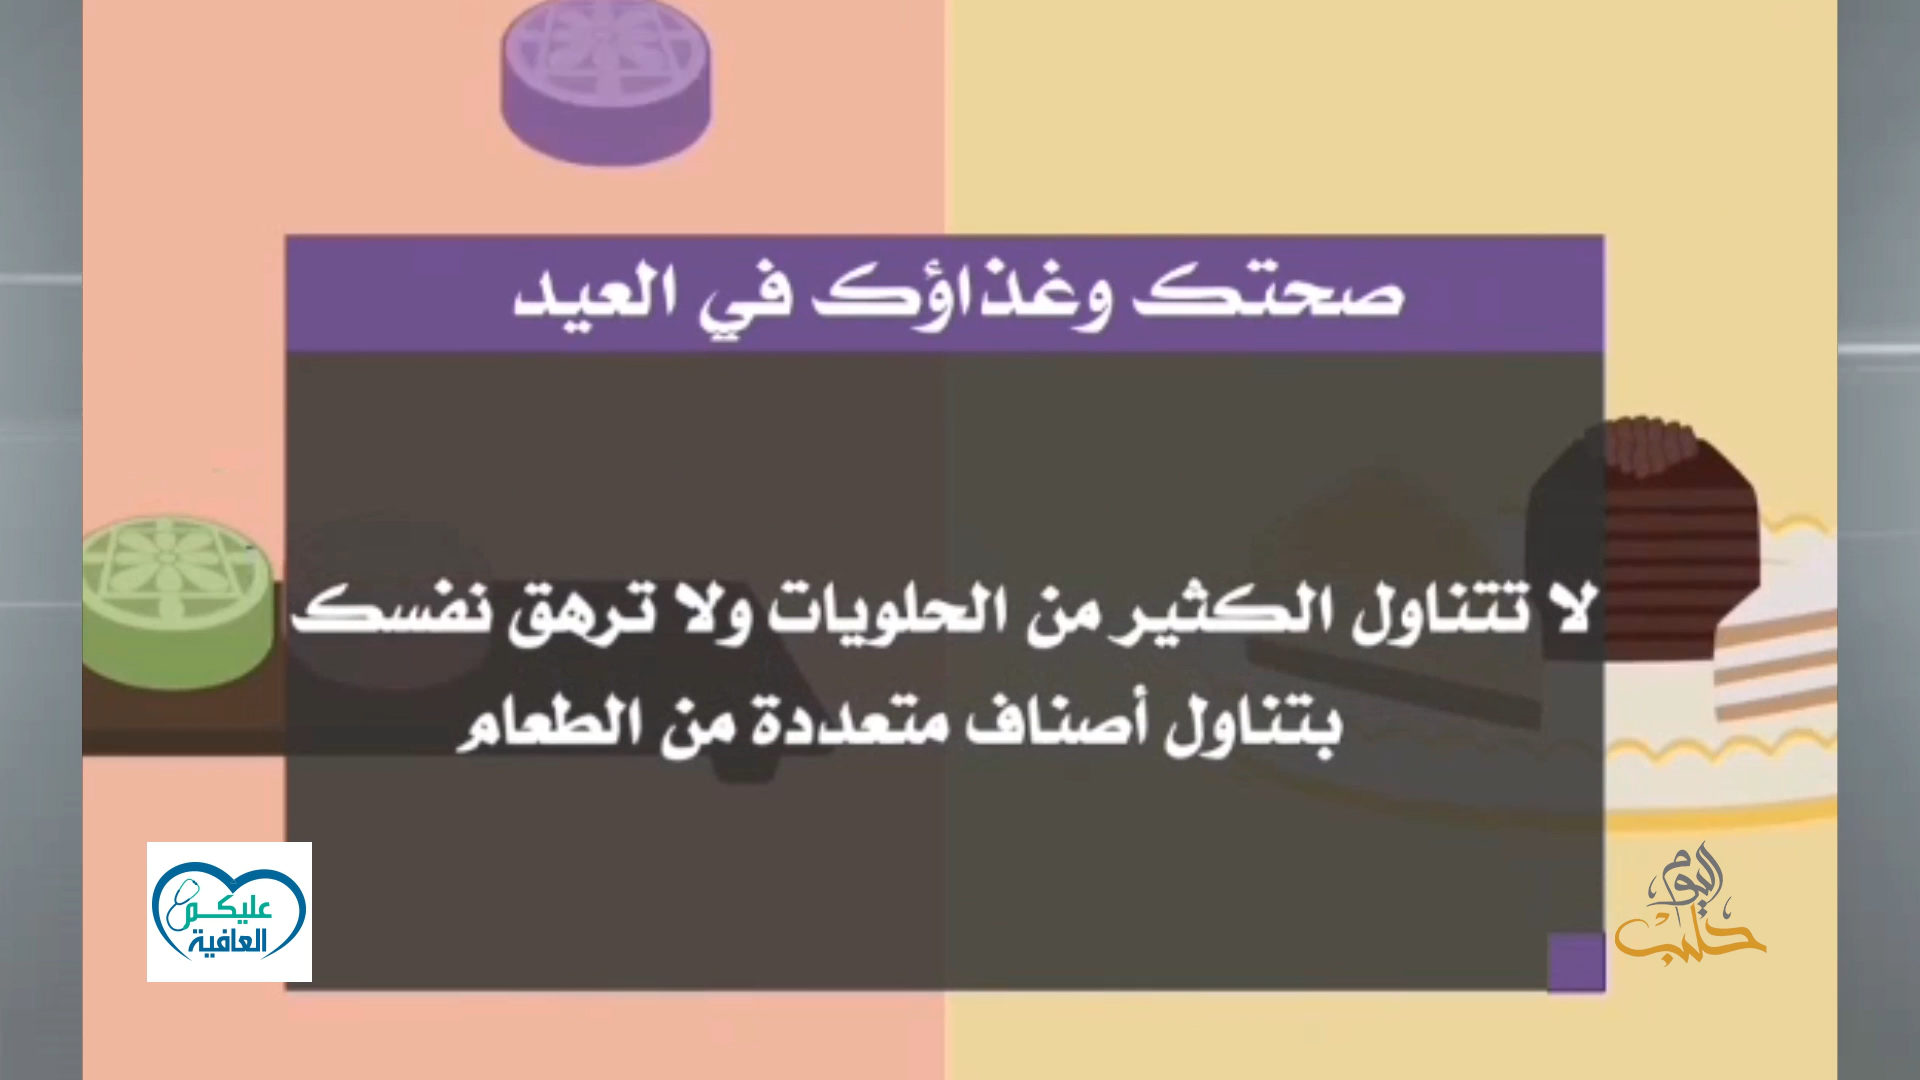 صحتك وغذاؤك في العيد
لا تتناول الكثير من الحلويات ولا ترهق نفسك
بتناول أصناف متعددة من الطعام
عليكم
العافية
حلب
اليوم